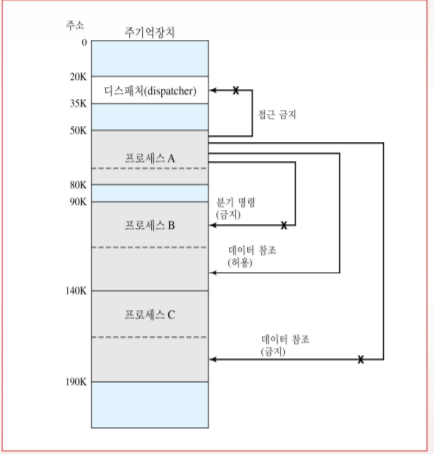 주소
주기억장치
0
20K
디스패처(dispatcher)
35K
접근 금지
50K
프로세스 A
80K
90K
분기 명령
(금지)
프로세스 B
데이터 참조
(허용)
140K
프로세스 C
데이터 참조
(금지)
190K